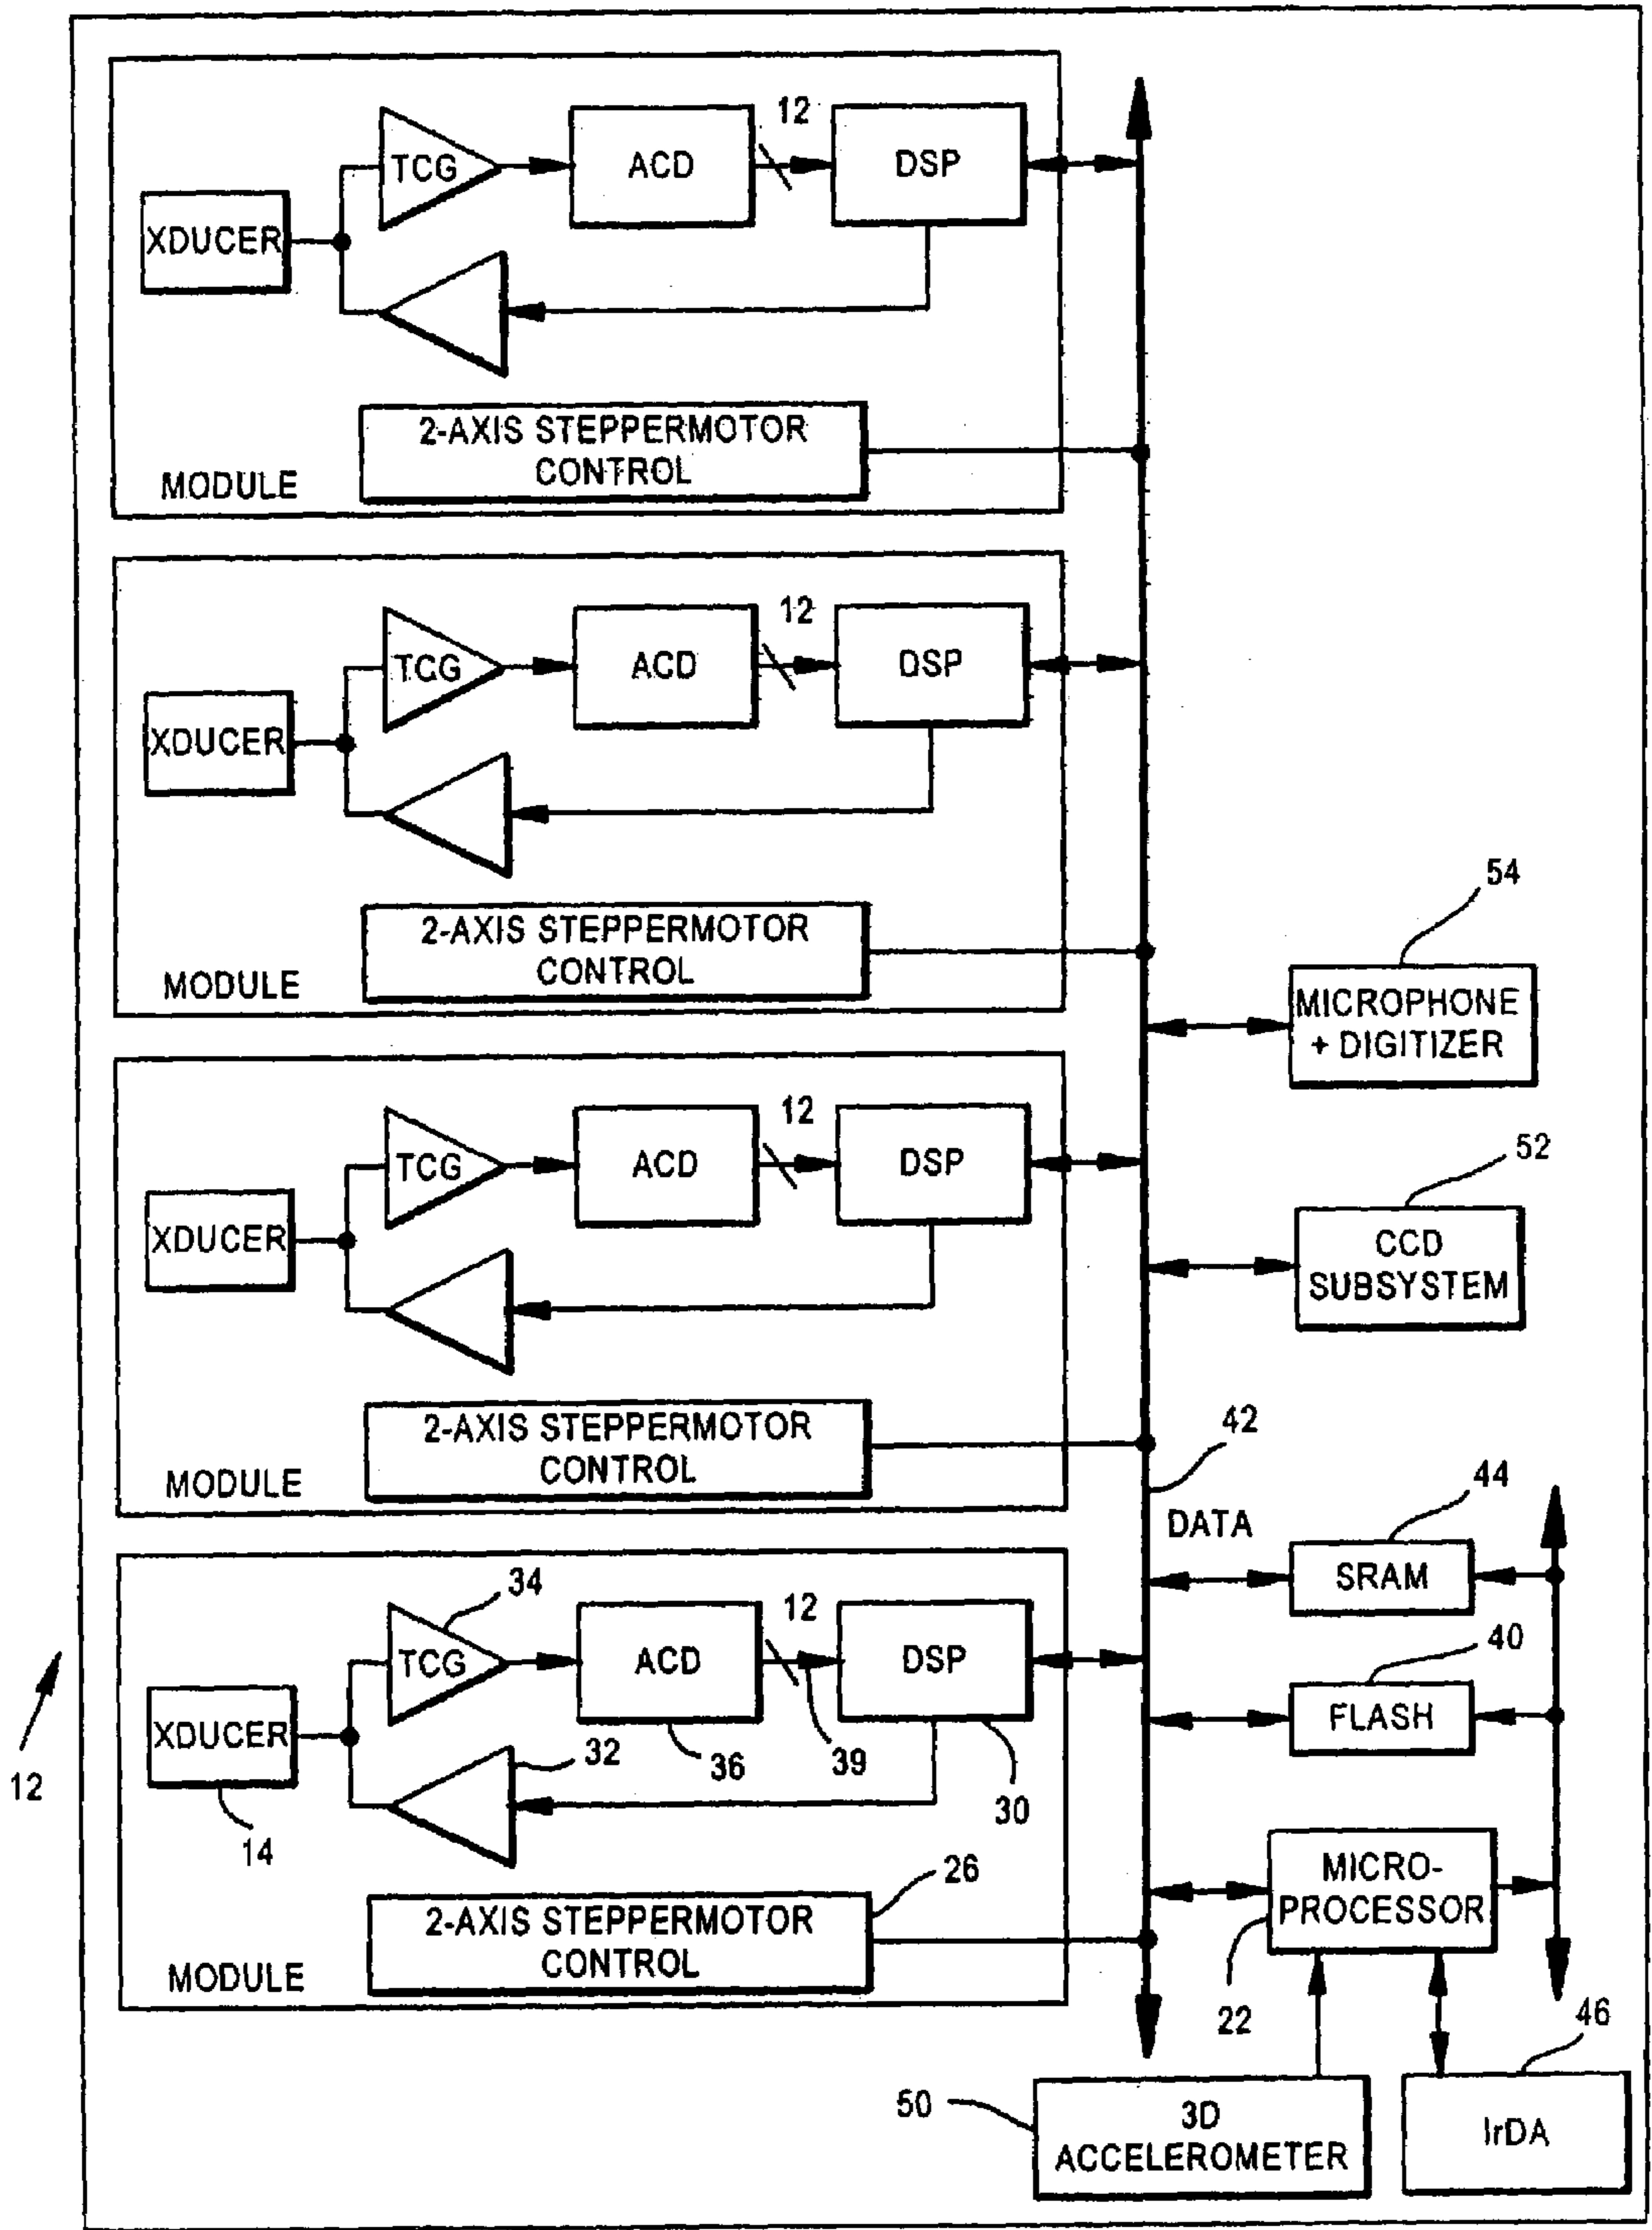 12
TCG
ACD
DSP
XDUCER
2-AXIS STEPPERMOTOR
CONTROL
MODULE
12
TCG
ACD
DSP
XDUCER
2-AXIS STEPPERMOTOR
CONTROL
MODULE
54
MICROPHONE
+ DIGITIZER
12
TCG
ACD
DSP
XDUCER
52
CCD
SUBSYSTEM
2-AXIS STEPPERMOTOR
CONTROL
MODULE
42
DATA
44
SRAM
34
12
TCG
ACD
DSP
XDUCER
32
36
39
30
14
40
FLASH
12
26
2-AXIS STEPPERMOTOR
CONTROL
MODULE
MICRO-
PROCESSOR
22
46
50
3D
ACCELEROMETER
IrDA